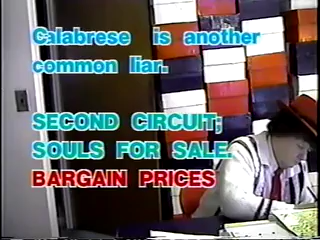 Calabrese is another
common liar.
SECOND CIRCUIT;
SOULS FOR SALE.
BARGAIN PRICES